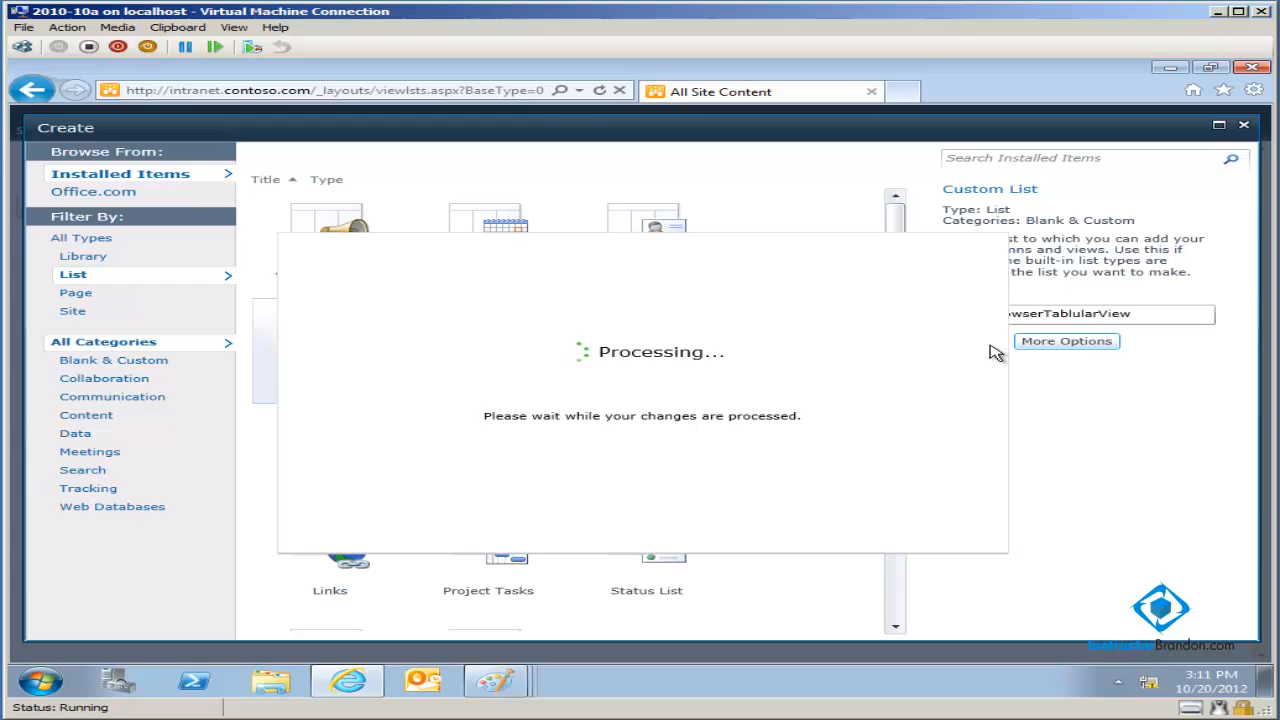 2010-10a on localhost - Virtual Machine Connection
File Action Media Clipboard View Help
http://intranet.contoso.com/_layouts/viewlsts.aspx?BaseType=0
All Site Content
Create
Browse From:
Installed Items
Office.com
Filter By:
All Types
Library
List
Page
Site
All Categories
Blank & Custom
Collaboration
Communication
Content
Data
Meetings
Search
Tracking
Web Databases
Title Type
Processing...
Please wait while your changes are processed.
Links Project Tasks Status List
Search Installed Items
Custom List
Type: List
Categories: Blank & Custom
to which you can add your
and views. Use this if
built-in list types are
the list you want to make.
wserTablularView
More Options
InstructorBrandon.com
3:11 PM
10/20/2012
Status: Running